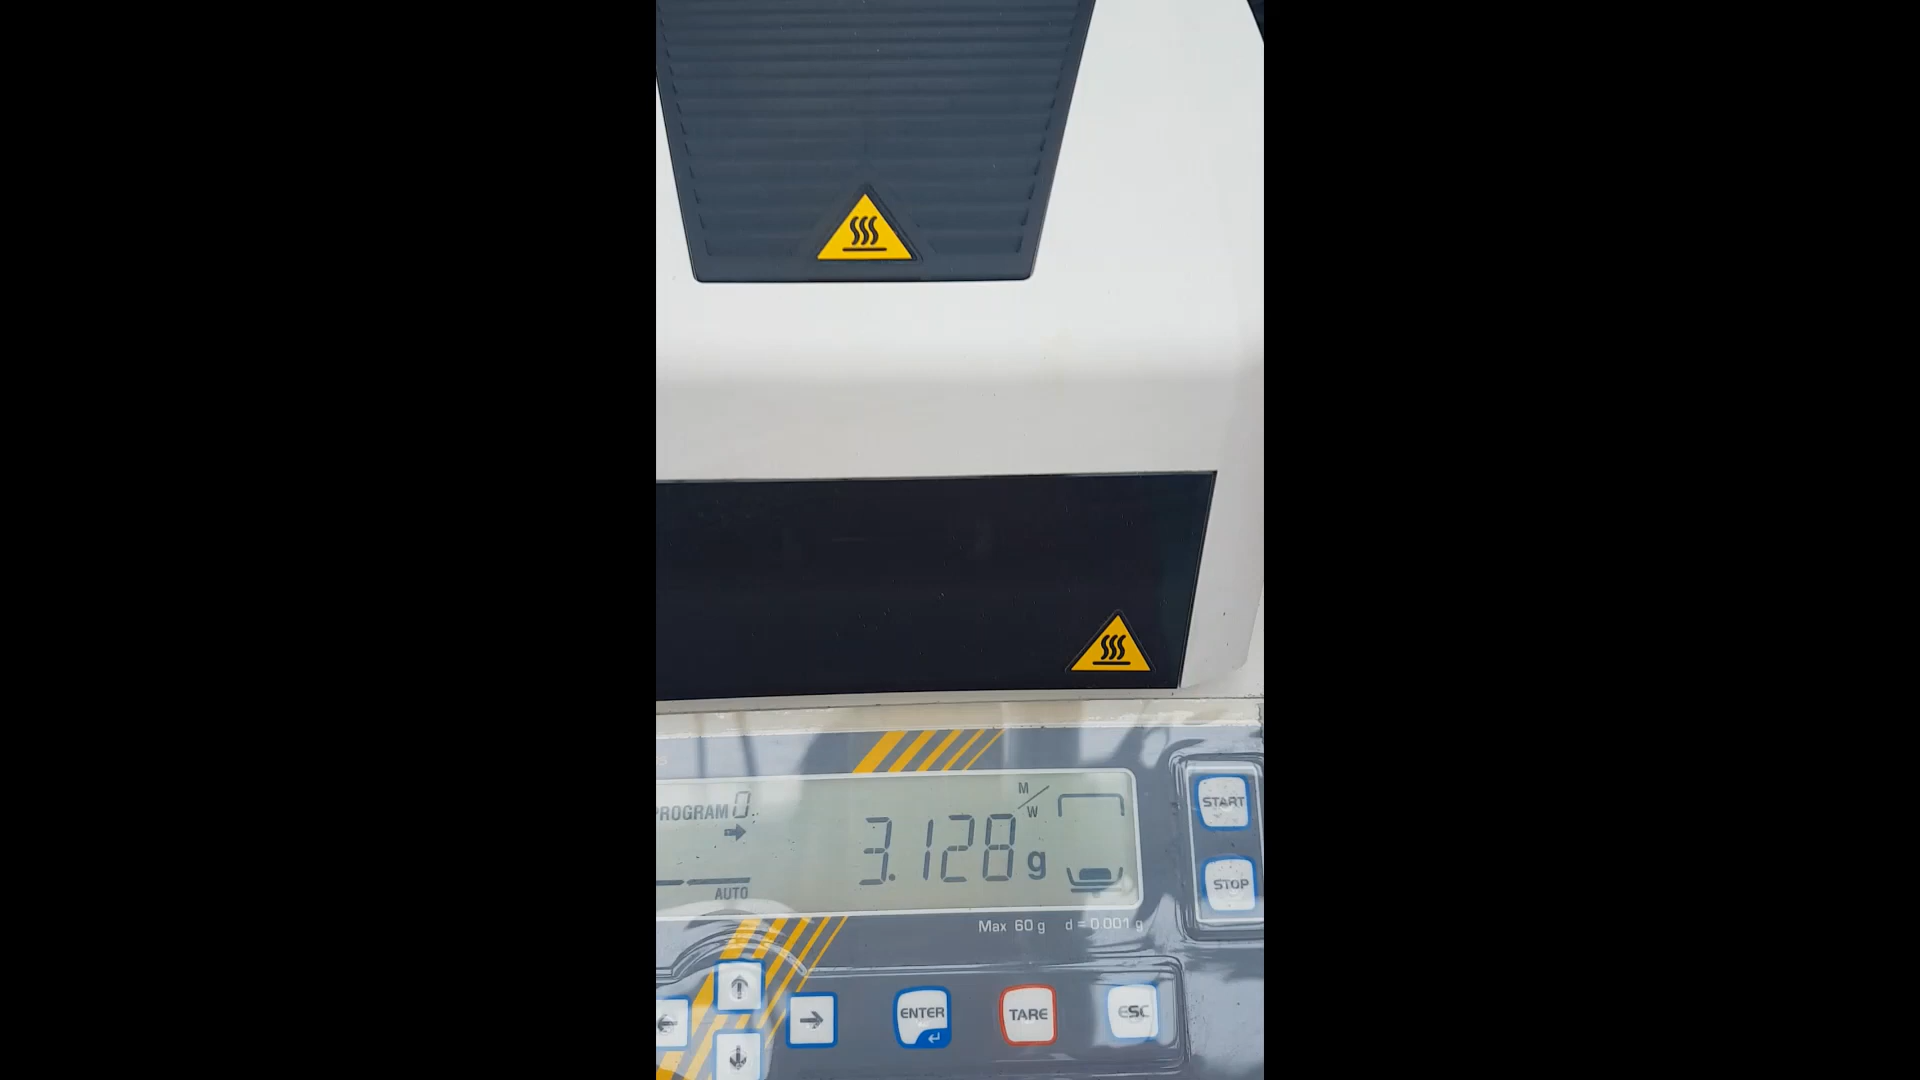 PROGRAM 0
3.128 g
M/W
AUTO
Max 60 g d = 0.001 g
START
STOP
ENTER
TARE
ESC